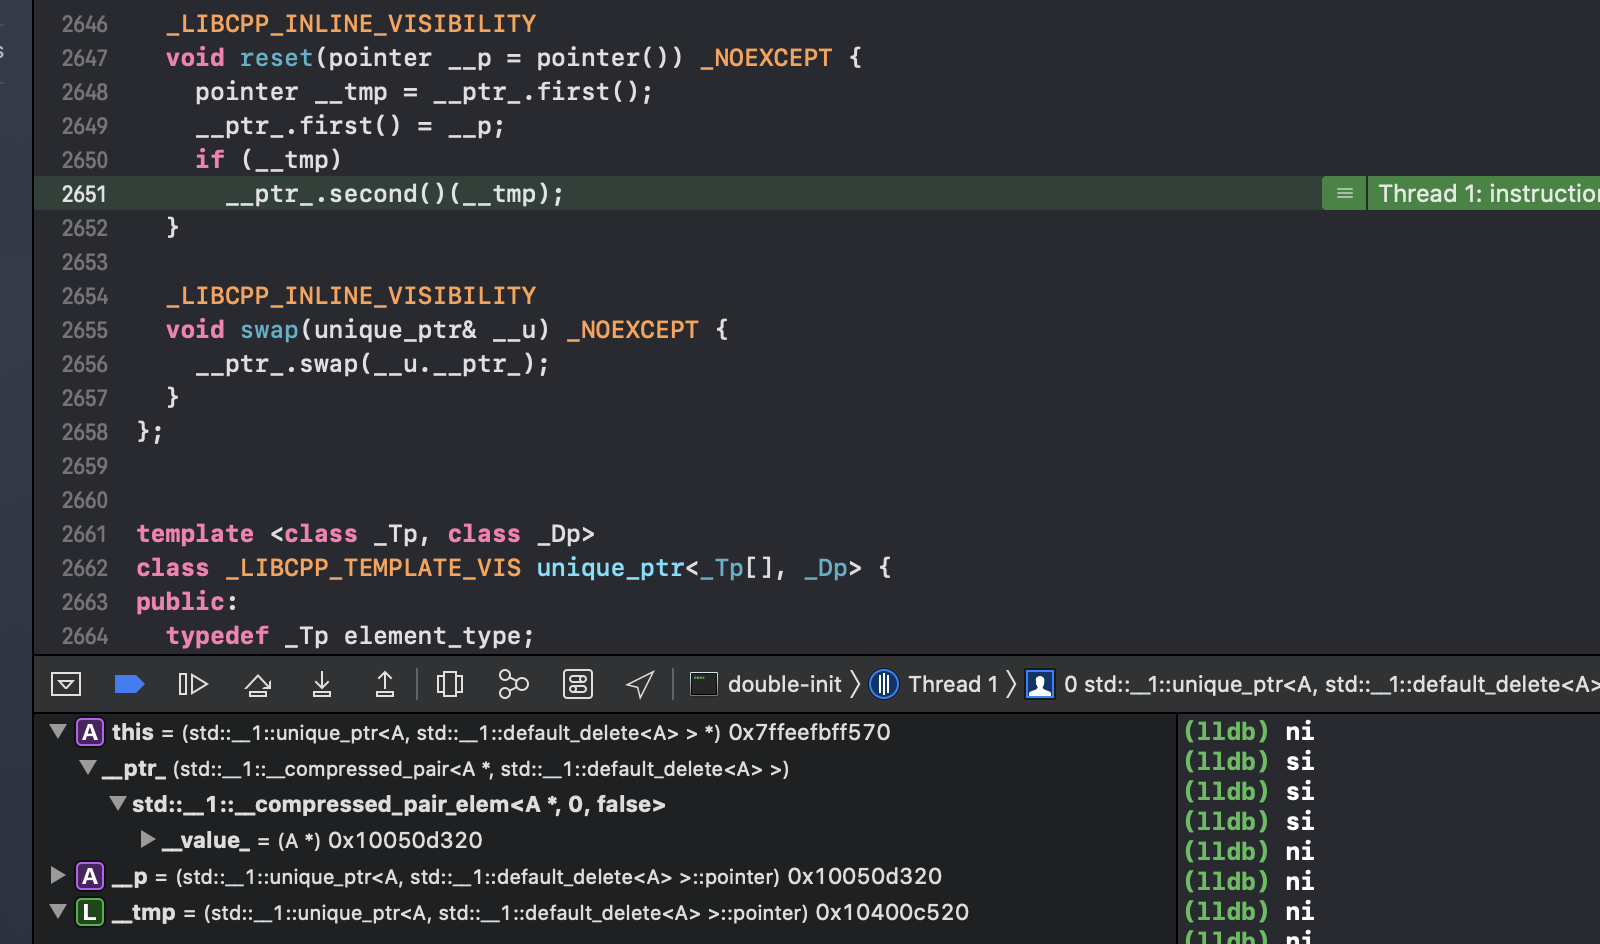 2646 _LIBCPP_INLINE_VISIBILITY
2647 void reset(pointer __p = pointer()) _NOEXCEPT {
2648 pointer __tmp = __ptr_.first();
2649 __ptr_.first() = __p;
2650 if (__tmp)
2651 __ptr_.second()(__tmp);
Thread 1: instruction
2652 }
2653
2654 _LIBCPP_INLINE_VISIBILITY
2655 void swap(unique_ptr& __u) _NOEXCEPT {
2656 __ptr_.swap(__u.__ptr_);
2657 }
2658 };
2659
2660
2661 template <class _Tp, class _Dp>
2662 class _LIBCPP_TEMPLATE_VIS unique_ptr<_Tp[], _Dp> {
2663 public:
2664 typedef _Tp element_type;
double-init Thread 1 0 std::__1::unique_ptr<A, std::__1::default_delete<A>
A this = (std::__1::unique_ptr<A, std::__1::default_delete<A> > *) 0x7ffeefbff570
__ptr_ (std::__1::__compressed_pair<A *, std::__1::default_delete<A> >)
std::__1::__compressed_pair_elem<A *, 0, false>
__value_ = (A *) 0x10050d320
A __p = (std::__1::unique_ptr<A, std::__1::default_delete<A> >::pointer) 0x10050d320
L __tmp = (std::__1::unique_ptr<A, std::__1::default_delete<A> >::pointer) 0x10400c520
(lldb) ni
(lldb) si
(lldb) si
(lldb) si
(lldb) ni
(lldb) ni
(lldb) ni
(lldb) ni